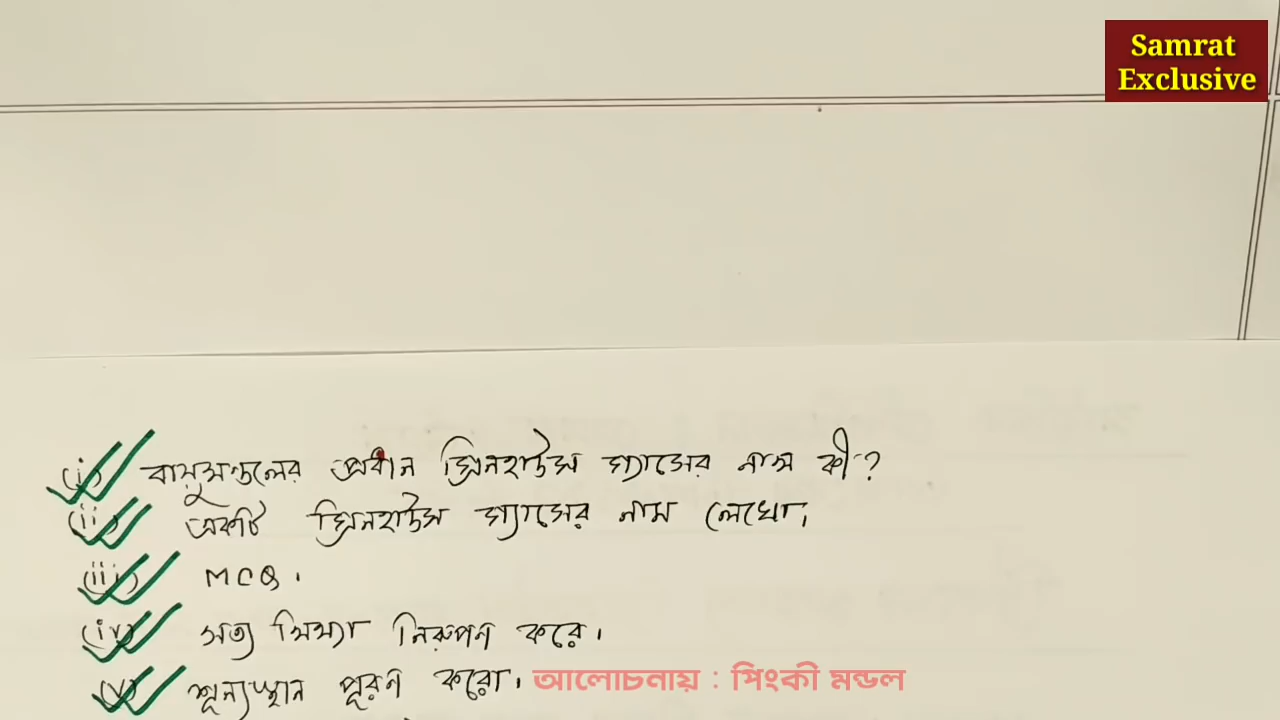 Samrat
Exclusive
(i) বায়ুমণ্ডলের প্রধান গ্রিনহাউস গ্যাসের নাম কী?
(ii) একটি গ্রিনহাউস গ্যাসের নাম লেখো।
(iii) MCQ.
(iv) সত্য মিথ্যা নিরুপন করে।
(v) শূন্যস্থান পূরণ করো।
আলোচনায় : পিংকী মন্ডল